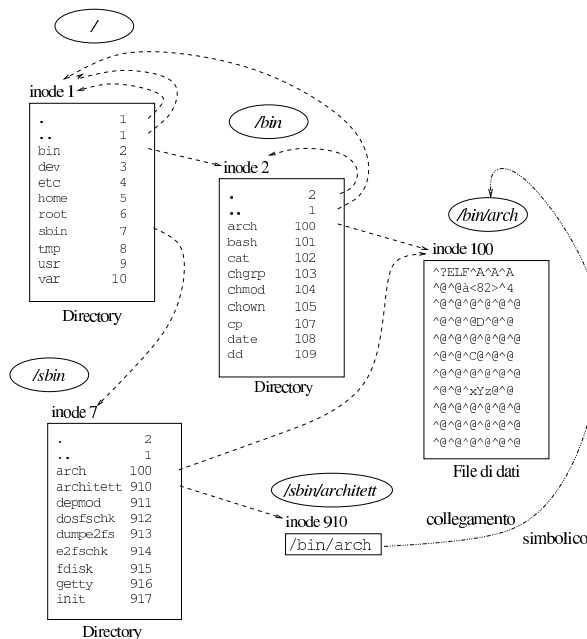 /
inode 1
. 1
.. 1
bin 2
dev 3
etc 4
home 5
root 6
sbin 7
tmp 8
usr 9
var 10
Directory
/bin
inode 2
. 2
.. 1
arch 100
bash 101
cat 102
chgrp 103
chmod 104
chown 105
cp 107
date 108
dd 109
Directory
/bin/arch
inode 100
^?ELF^A^A^A
^@^@à<82>^4
^@^@^@^@^@^@
^@^@^@D^@^@
^@^@^@^@^@^@
^@^@^@C@^@^@
^@^@^@^@^@^@
^@^@^@^xYz@^@
^@^@^@^@^@^@
^@^@^@^@^@^@
^@^@^@^@^@^@
File di dati
/sbin
inode 7
. 2
.. 1
arch 100
architett 910
depmod 911
dosfschk 912
dumpe2fs 913
e2fschk 914
fdisk 915
getty 916
init 917
Directory
/sbin/architett
inode 910
/bin/arch
collegamento
simbolico